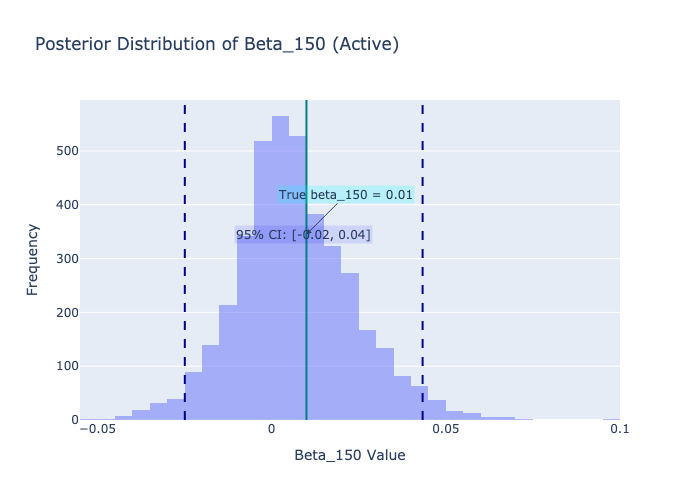 Posterior Distribution of Beta_150 (Active)
500
400
300
200
100
0
Frequency
True beta_150 = 0.01
95% CI: [-0.02, 0.04]
−0.05
0
0.05
0.1
Beta_150 Value